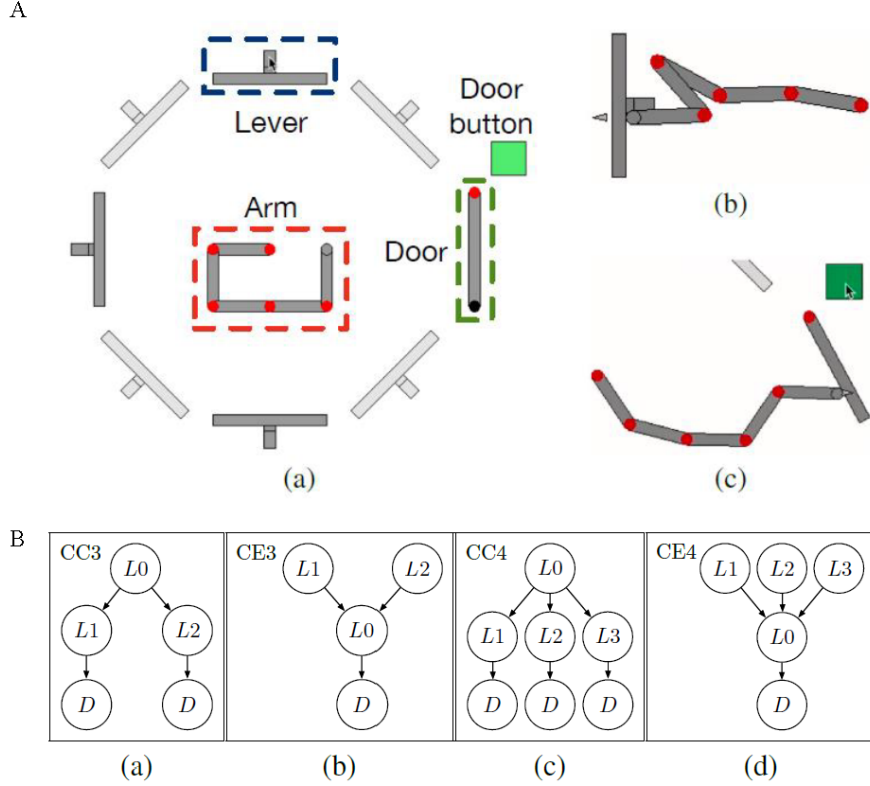 A
Lever
Door
button
Arm
Door
(a)
(b)
(c)
B
CC3
L0
L1
L2
D
D
(a)
CE3
L1
L2
L0
D
(b)
CC4
L0
L1
L2
L3
D
D
D
(c)
CE4
L1
L2
L3
L0
D
(d)